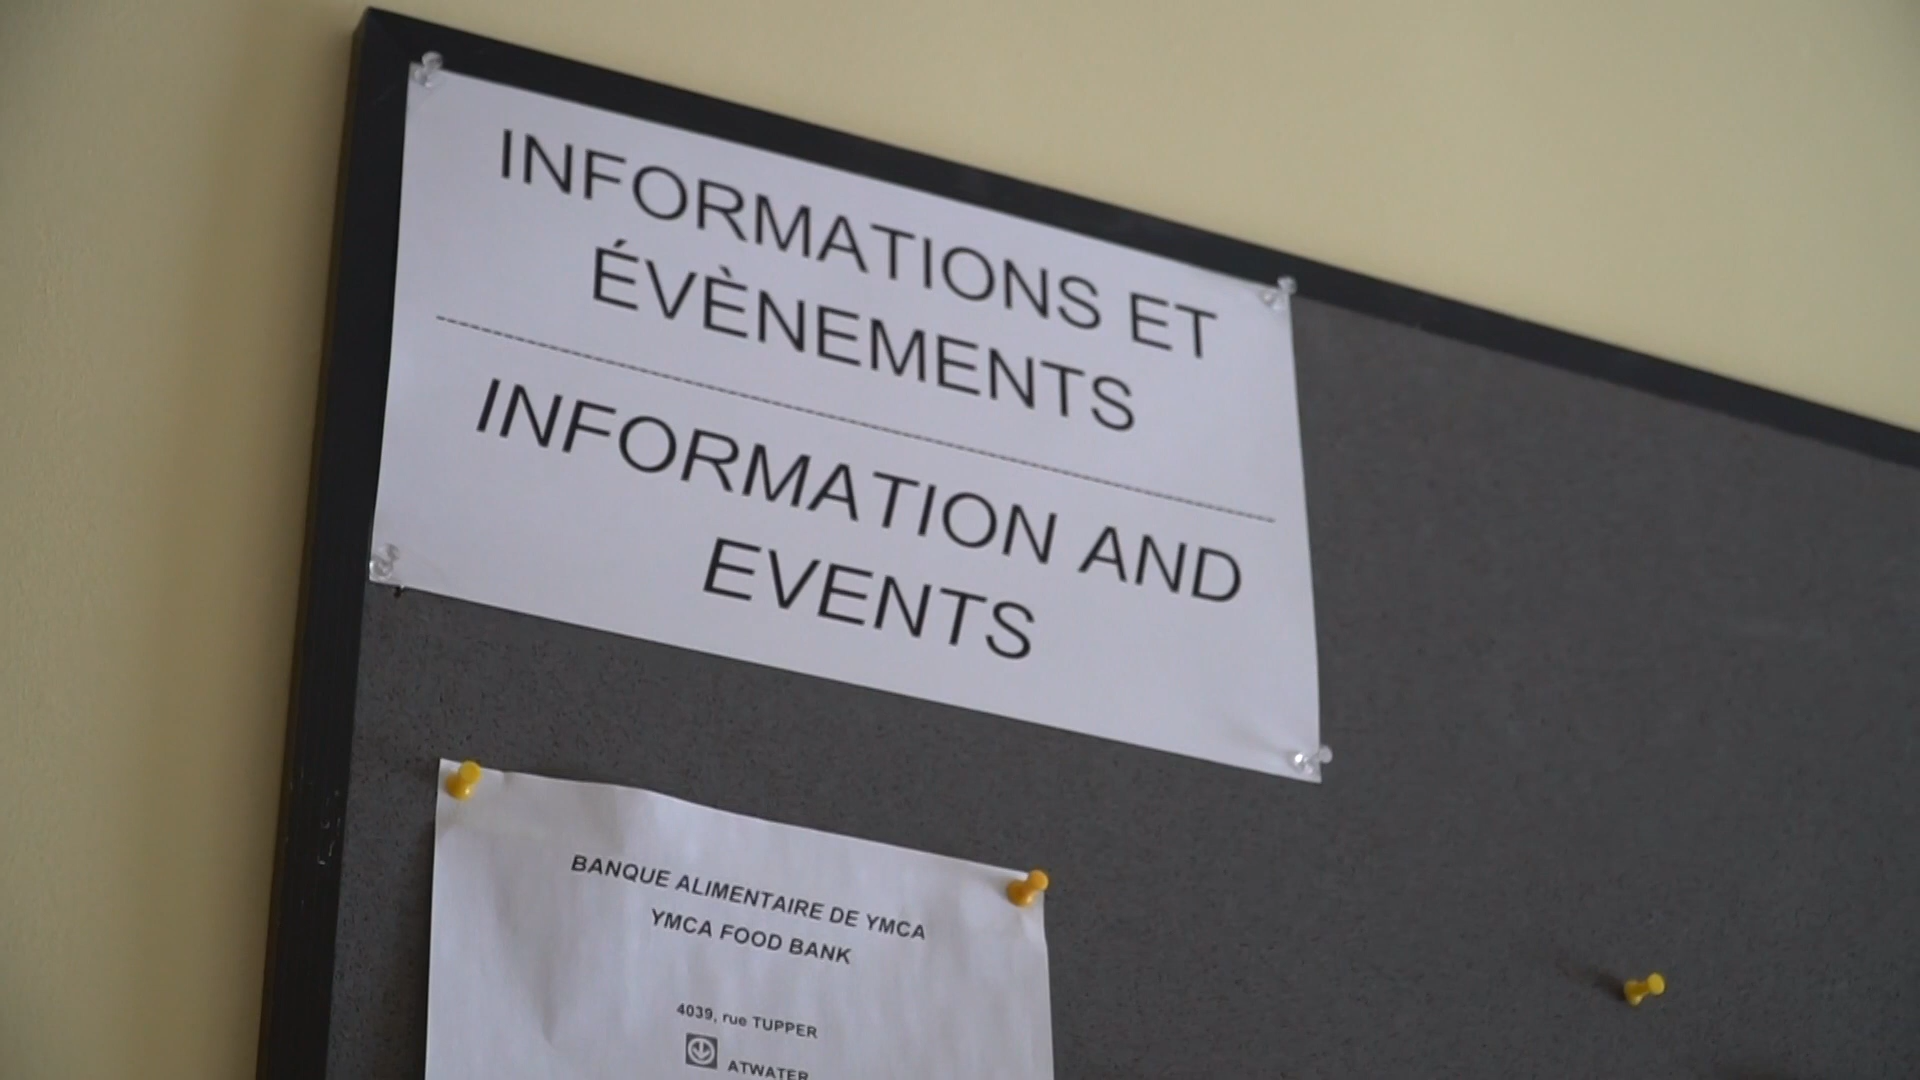 INFORMATIONS ET
ÉVÈNEMENTS
INFORMATION AND
EVENTS
BANQUE ALIMENTAIRE DE YMCA
YMCA FOOD BANK
4039, rue TUPPER
ATWATER